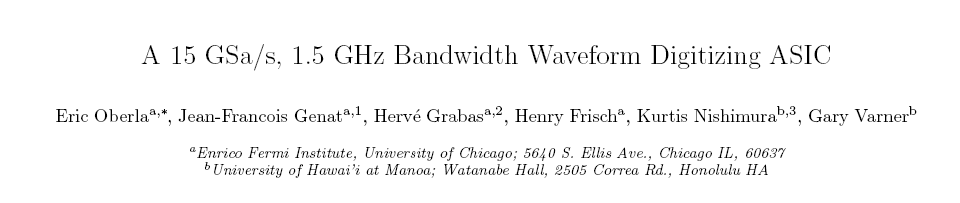 A 15 GSa/s, 1.5 GHz Bandwidth Waveform Digitizing ASIC
Eric Oberla^a,*, Jean-Francois Genat^a,1, Hervé Grabas^a,2, Henry Frisch^a, Kurtis Nishimura^b,3, Gary Varner^b
^aEnrico Fermi Institute, University of Chicago; 5640 S. Ellis Ave., Chicago IL, 60637
^bUniversity of Hawai'i at Manoa; Watanabe Hall, 2505 Correa Rd., Honolulu HA